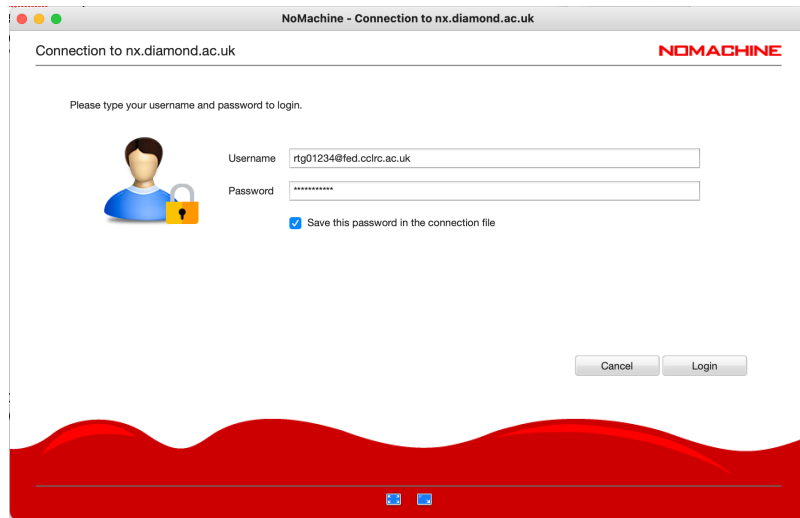 NoMachine - Connection to nx.diamond.ac.uk
Connection to nx.diamond.ac.uk
NOMACHINE
Please type your username and password to login.
Username
rtg01234@fed.cclrc.ac.uk
Password
***********
Save this password in the connection file
Cancel
Login